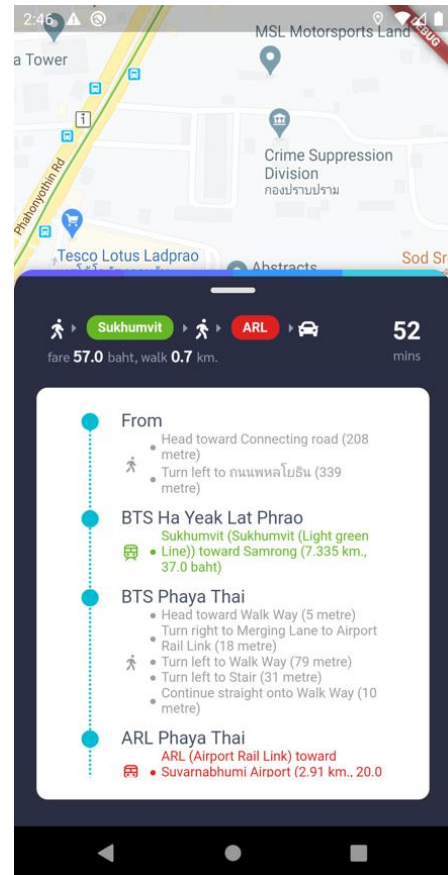 2:46
DEBUG
MSL Motorsports Land
a Tower
1
Crime Suppression
Division
กองปราบปราม
Phahonyothin Rd
Tesco Lotus Ladprao
Abstracts
Sod Sr
Sukhumvit
ARL
52
fare 57.0 baht, walk 0.7 km.
mins
From
Head toward Connecting road (208
metre)
Turn left to ถนนพหลโยธิน (339
metre)
BTS Ha Yeak Lat Phrao
Sukhumvit (Sukhumvit (Light green
Line)) toward Samrong (7.335 km.,
37.0 baht)
BTS Phaya Thai
Head toward Walk Way (5 metre)
Turn right to Merging Lane to Airport
Rail Link (18 metre)
Turn left to Walk Way (79 metre)
Turn left to Stair (31 metre)
Continue straight onto Walk Way (10
metre)
ARL Phaya Thai
ARL (Airport Rail Link) toward
Suvarnabhumi Airport (2.91 km., 20.0